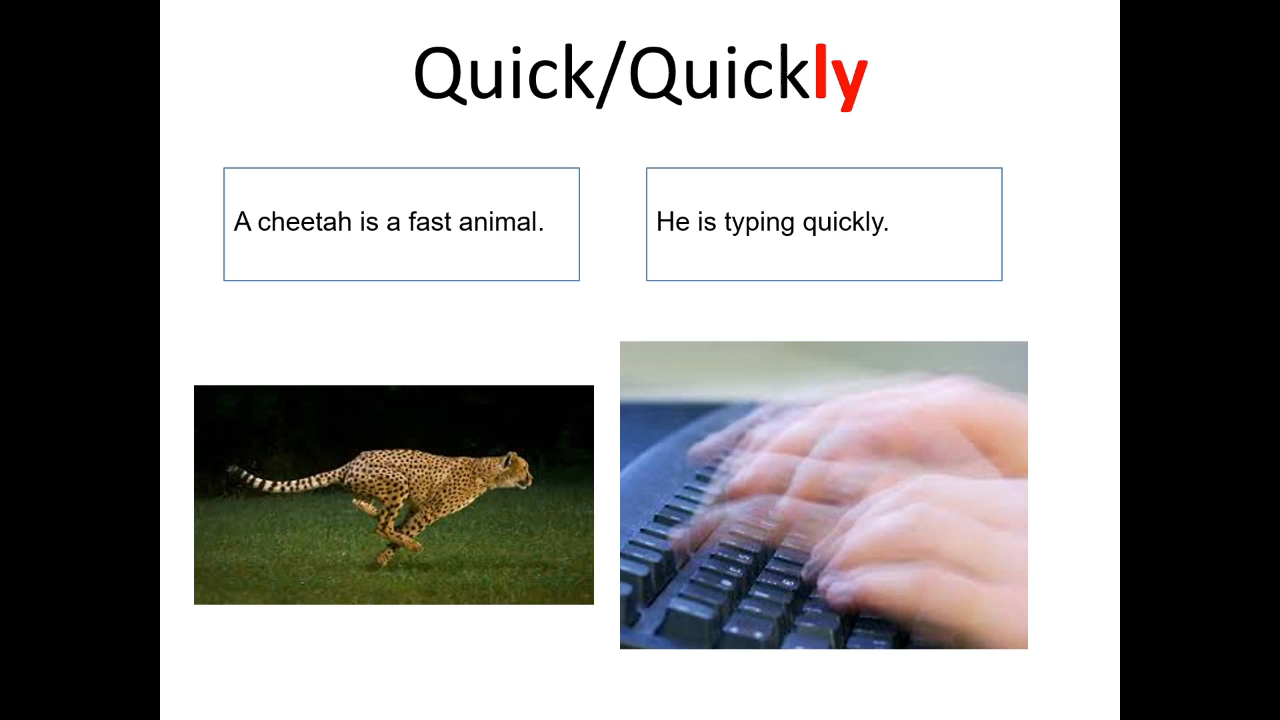 Quick/Quickly
A cheetah is a fast animal.
He is typing quickly.